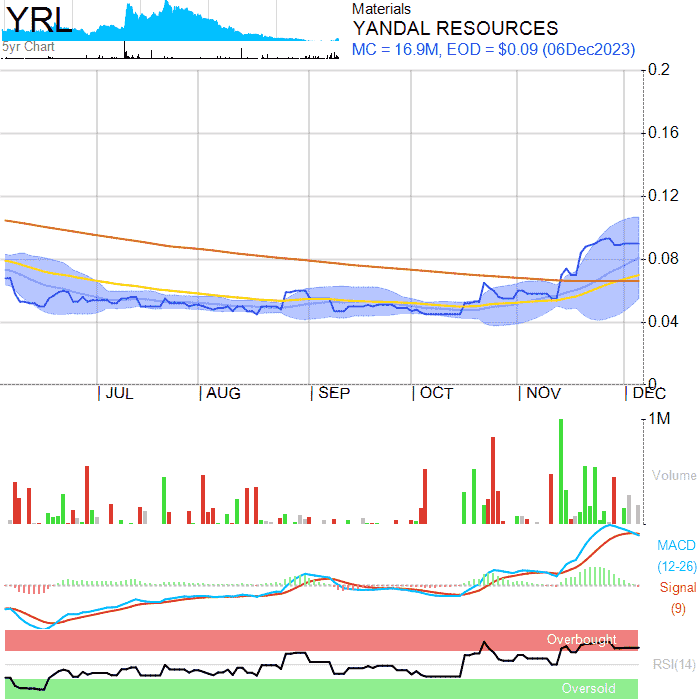 YRL
5yr Chart
Materials
YANDAL RESOURCES
MC = 16.9M, EOD = $0.09 (06Dec2023)
0.2
0.16
0.12
0.08
0.04
0
JUL
AUG
SEP
OCT
NOV
DEC
1M
Volume
MACD
(12-26)
Signal
(9)
Overbought
RSI(14)
Oversold